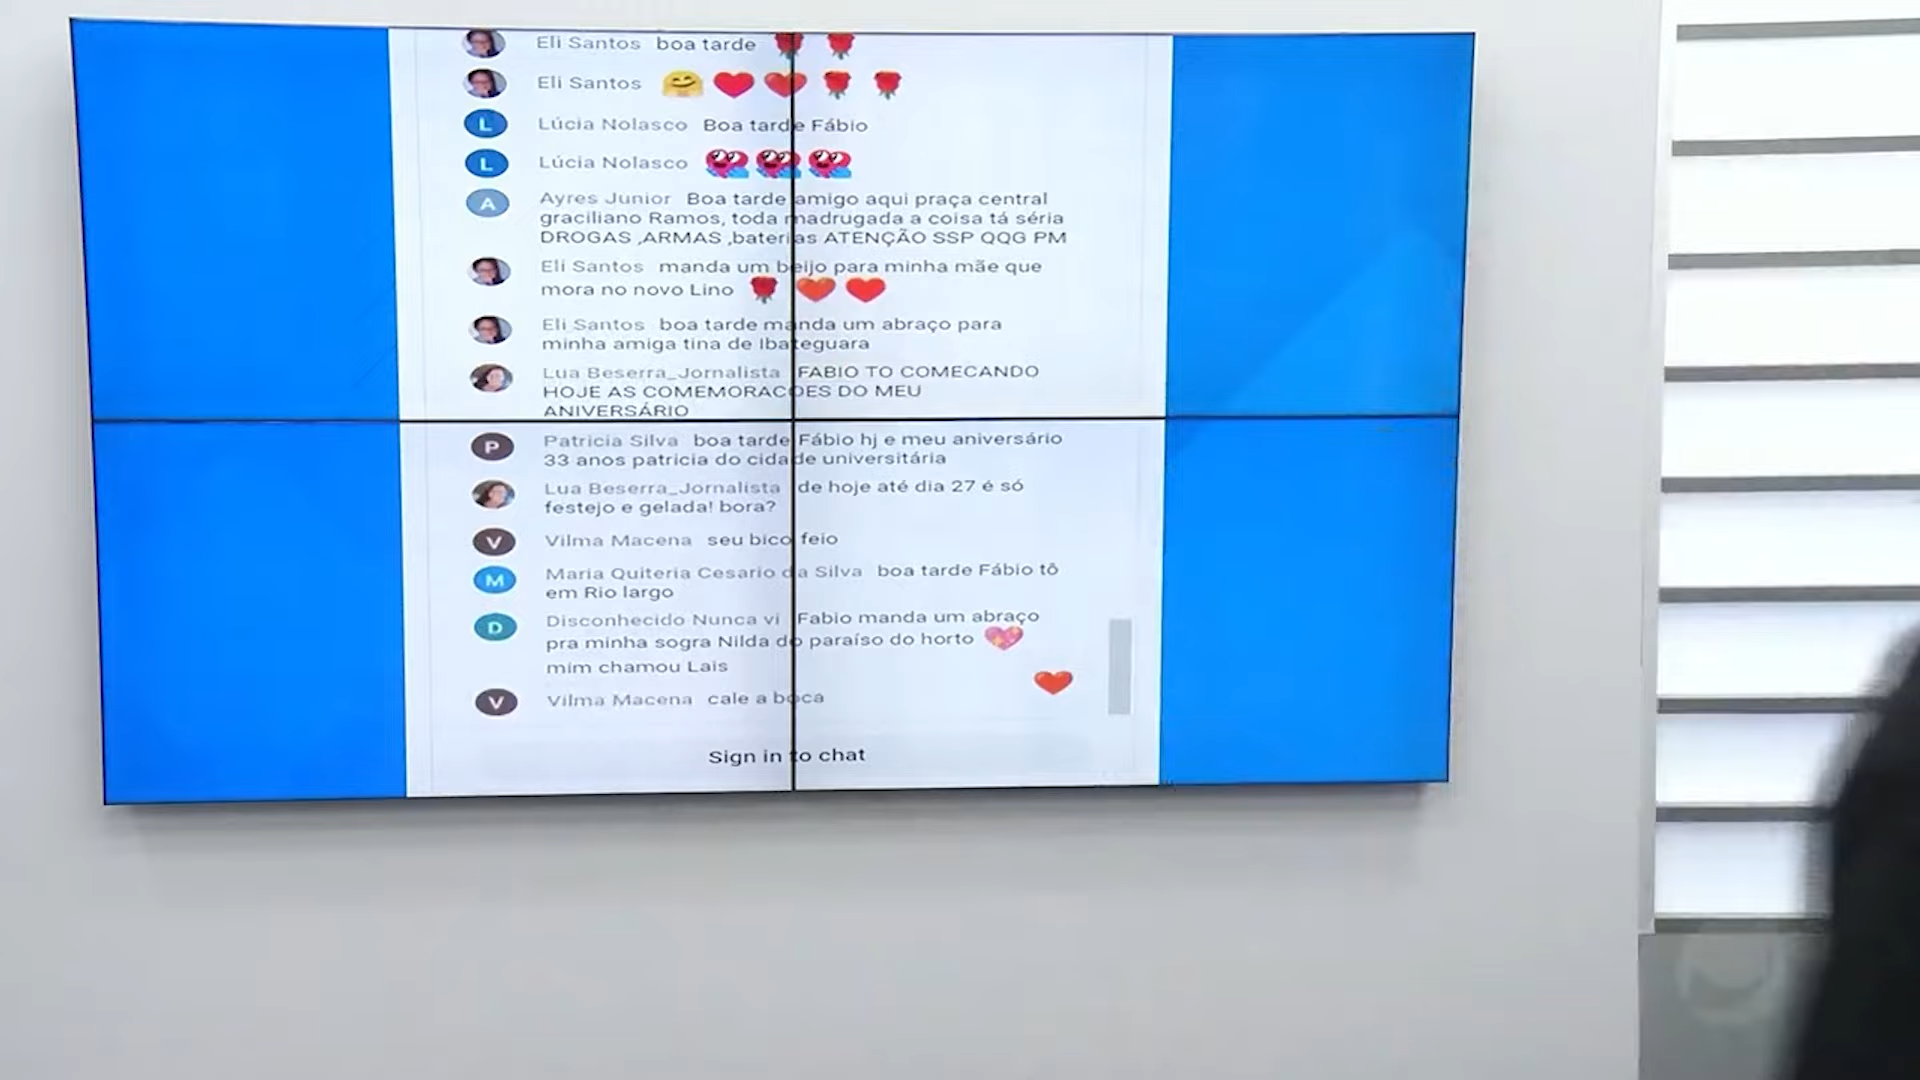 Eli Santos boa tarde
Eli Santos
L Lúcia Nolasco Boa tarde Fábio
L Lúcia Nolasco
A Ayres Junior Boa tarde amigo aqui praça central
graciliano Ramos, toda madrugada a coisa tá séria
DROGAS ,ARMAS ,baterias ATENÇÃO SSP QQG PM
Eli Santos manda um beijo para minha mãe que
mora no novo Lino
Eli Santos boa tarde manda um abraço para
minha amiga tina de Ibateguara
Lua Beserra_Jornalista FABIO TO COMECANDO
HOJE AS COMEMORACOES DO MEU
ANIVERSÁRIO
P Patricia Silva boa tarde Fábio hj e meu aniversário
33 anos patricia do cidade universitária
Lua Beserra_Jornalista de hoje até dia 27 é só
festejo e gelada! bora?
V Vilma Macena seu bico feio
M Maria Quiteria Cesario da Silva boa tarde Fábio tô
em Rio largo
D Disconhecido Nunca vi Fabio manda um abraço
pra minha sogra Nilda do paraíso do horto
mim chamou Lais
V Vilma Macena cale a boca
Sign in to chat